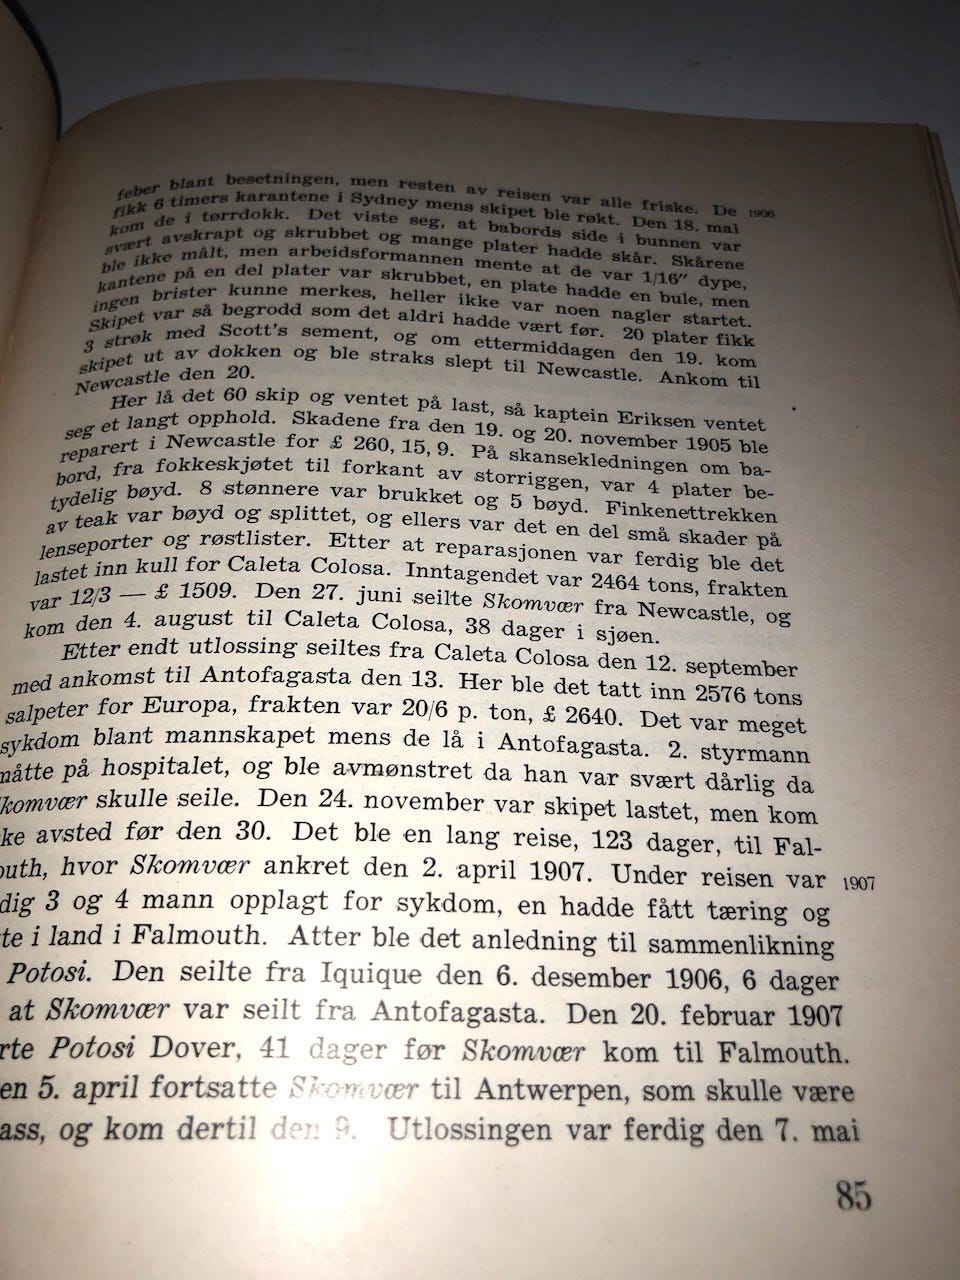 feber blant besetningen, men resten av reisen var alle friske. De 1906
fikk 6 timers karantene i Sydney mens skipet ble røkt. Den 18. mai
kom de i tørrdokk. Det viste seg, at babords side i bunnen var
svært avskrapt og skrubbet og mange plater hadde skår. Skårene
ble ikke målt, men arbeidsformannen mente at de var 1/16" dype,
kantene på en del plater var skrubbet, en plate hadde en bule, men
ingen brister kunne merkes, heller ikke var noen nagler startet.
Skipet var så begrodd som det aldri hadde vært før. 20 plater fikk
3 strøk med Scott's sement, og om ettermiddagen den 19. kom
skipet ut av dokken og ble straks slept til Newcastle. Ankom til
Newcastle den 20.
Her lå det 60 skip og ventet på last, så kaptein Eriksen ventet
seg et langt opphold. Skadene fra den 19. og 20. november 1905 ble
reparert i Newcastle for £ 260, 15, 9. På skansekledningen om ba-
bord, fra fokkeskjøtet til forkant av storriggen, var 4 plater be-
tydelig bøyd. 8 stønnere var brukket og 5 bøyd. Finkenettrekken
av teak var bøyd og splittet, og ellers var det en del små skader på
lenseporter og røstlister. Etter at reparasjonen var ferdig ble det
lastet inn kull for Caleta Colosa. Inntagendet var 2464 tons, frakten
var 12/3 — £ 1509. Den 27. juni seilte Skomvær fra Newcastle, og
kom den 4. august til Caleta Colosa, 38 dager i sjøen.
Etter endt utlossing seiltes fra Caleta Colosa den 12. september
med ankomst til Antofagasta den 13. Her ble det tatt inn 2576 tons
salpeter for Europa, frakten var 20/6 p. ton, £ 2640. Det var meget
sykdom blant mannskapet mens de lå i Antofagasta. 2. styrmann
måtte på hospitalet, og ble avmønstret da han var svært dårlig da
komvær skulle seile. Den 24. november var skipet lastet, men kom
ke avsted før den 30. Det ble en lang reise, 123 dager, til Fal-
outh, hvor Skomvær ankret den 2. april 1907. Under reisen var 1907
dig 3 og 4 mann opplagt for sykdom, en hadde fått tæring og
te i land i Falmouth. Atter ble det anledning til sammenlikning
Potosi. Den seilte fra Iquique den 6. desember 1906, 6 dager
at Skomvær var seilt fra Antofagasta. Den 20. februar 1907
rte Potosi Dover, 41 dager før Skomvær kom til Falmouth.
en 5. april fortsatte Skomvær til Antwerpen, som skulle være
ass, og kom dertil den 9. Utlossingen var ferdig den 7. mai
85